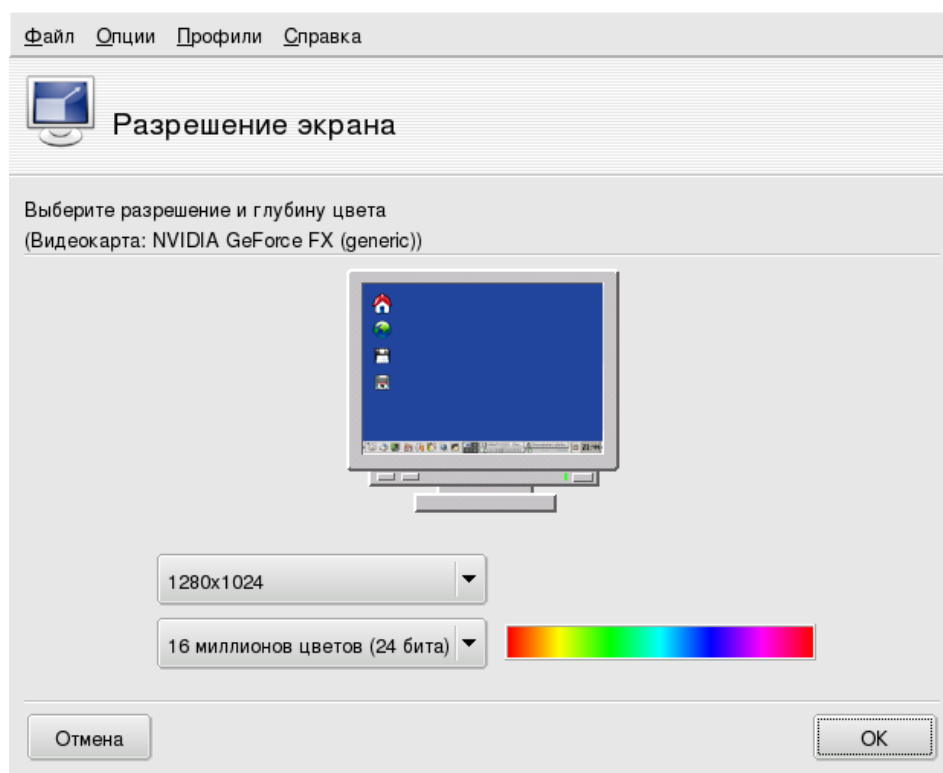 Файл Опции Профили Справка
Разрешение экрана
Выберите разрешение и глубину цвета
(Видеокарта: NVIDIA GeForce FX (generic))
1280x1024
16 миллионов цветов (24 бита)
Отмена
OK